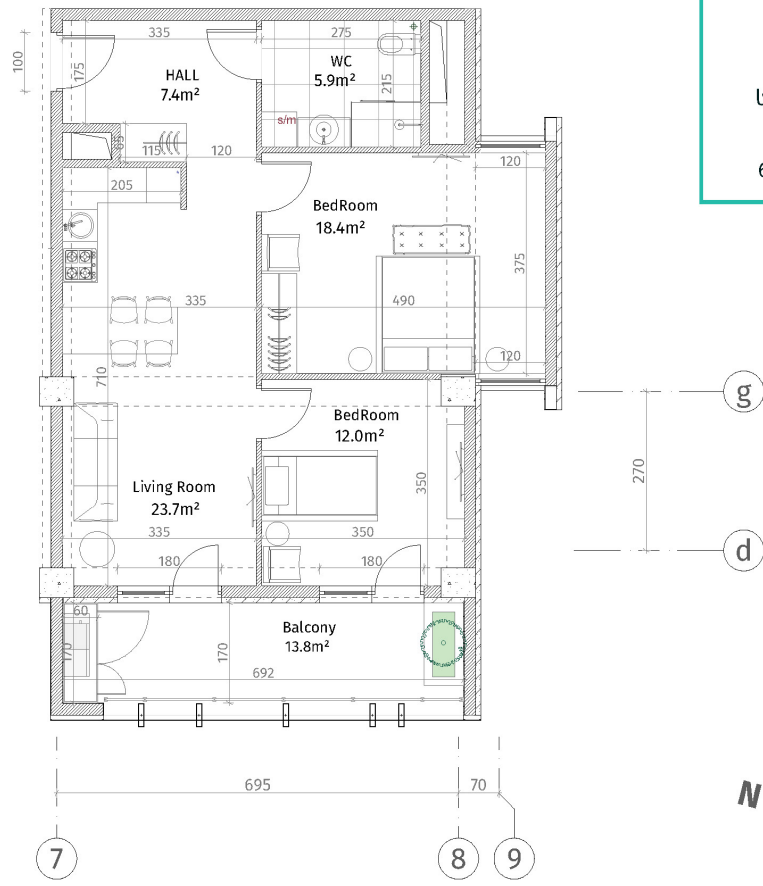 335
275
100
175
HALL
7.4m²
WC
5.9m²
215
65
115
120
s/m
205
120
BedRoom
18.4m²
375
335
490
120
710
BedRoom
12.0m²
g
270
d
350
Living Room
23.7m²
335
350
180
180
60
170
Balcony
13.8m²
170
692
695
70
N
7
8
9